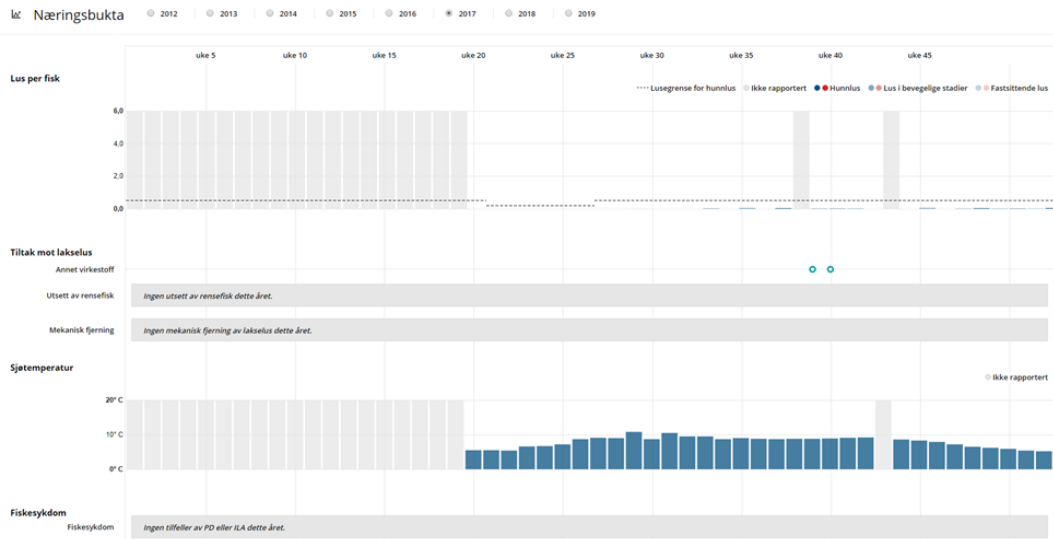 Næringsbukta 2012 2013 2014 2015 2016 2017 2018 2019
uke 5 uke 10 uke 15 uke 20 uke 25 uke 30 uke 35 uke 40 uke 45
Lus per fisk
Lusegrense for hunnlus Ikke rapportert Hunnlus Lus i bevegelige stadier Fastsittende lus
6,0
4,0
2,0
0,0
Tiltak mot lakselus
Annet virkestoff
Utsett av rensefisk Ingen utsett av rensefisk dette året.
Mekanisk fjerning Ingen mekanisk fjerning av lakselus dette året.
Sjøtemperatur
Ikke rapportert
20° C
10° C
0° C
Fiskesykdom
Fiskesykdom Ingen tilfeller av PD eller ILA dette året.